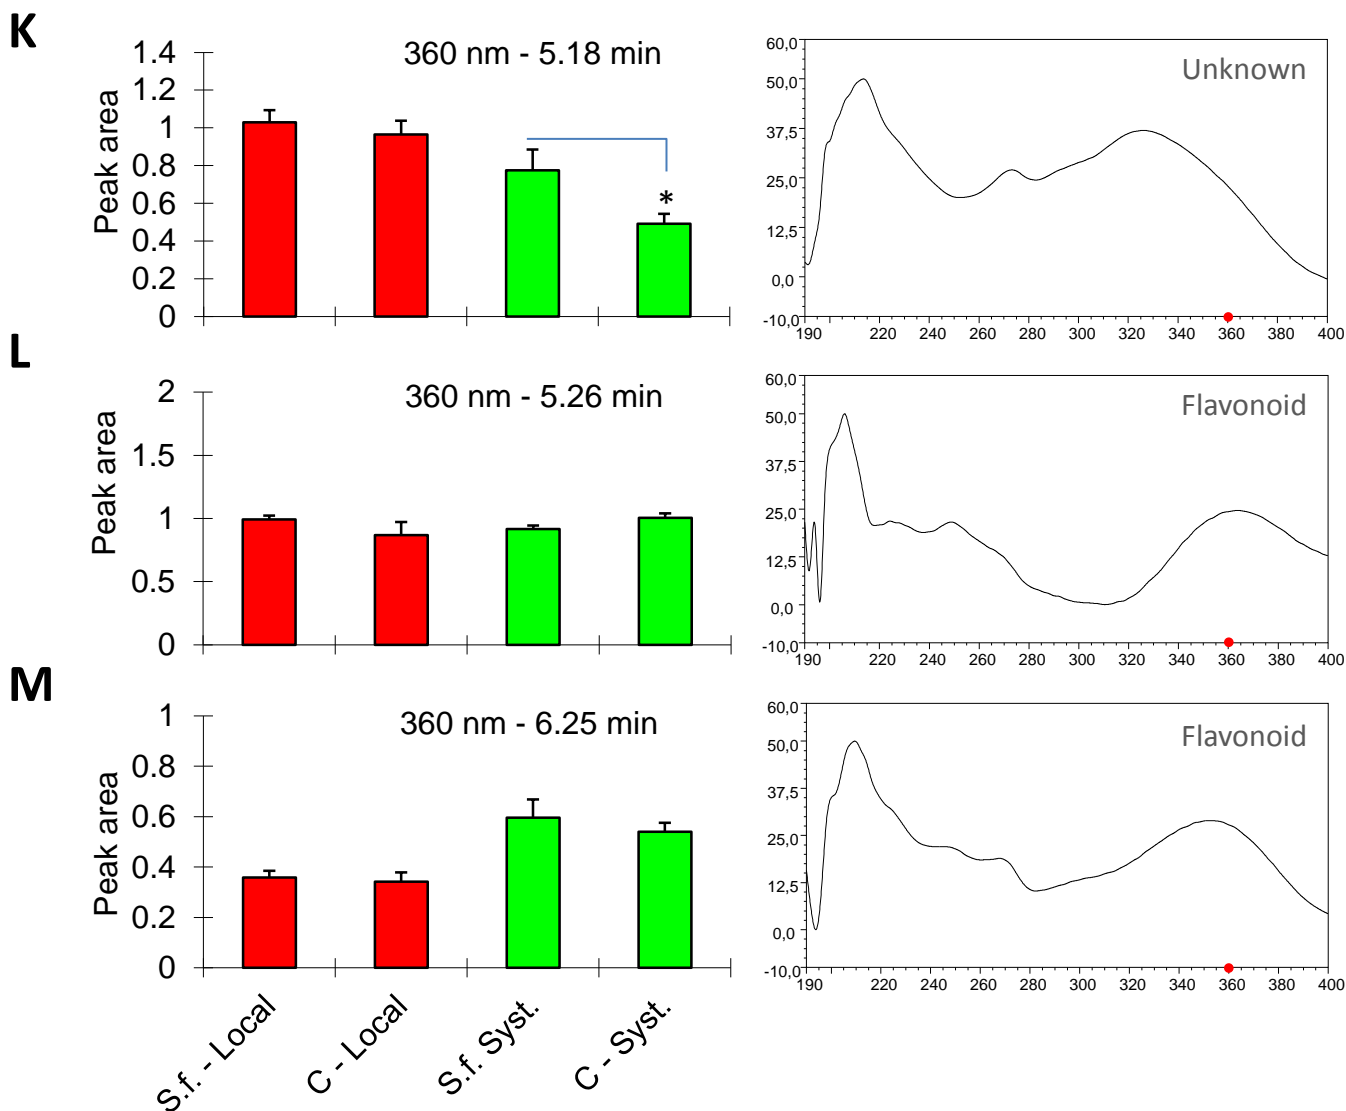 K
360 nm - 5.18 min
Peak area
1.4
1.2
1
0.8
0.6
0.4
0.2
0
*
Unknown
60,0
50,0
37,5
25,0
12,5
0,0
-10,0
190 220 240 260 280 300 320 340 360 380 400
L
360 nm - 5.26 min
Peak area
2
1.5
1
0.5
0
Flavonoid
60,0
50,0
37,5
25,0
12,5
0,0
-10,0
190 220 240 260 280 300 320 340 360 380 400
M
360 nm - 6.25 min
Peak area
1
0.8
0.6
0.4
0.2
0
S.f. - Local
C - Local
S.f. Syst.
C - Syst.
Flavonoid
60,0
50,0
37,5
25,0
12,5
0,0
-10,0
190 220 240 260 280 300 320 340 360 380 400